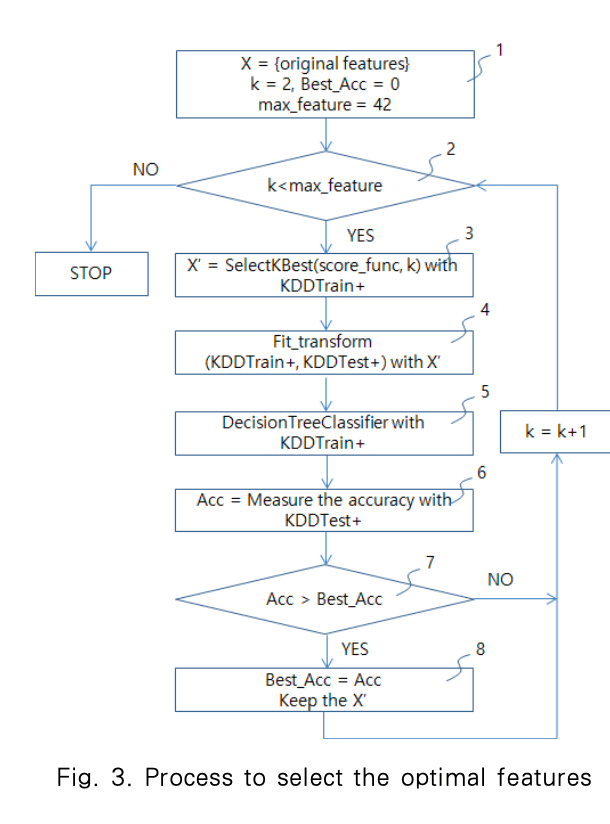 1
X = {original features}
k = 2, Best_Acc = 0
max_feature = 42
2
NO
k<max_feature
YES
3
STOP
X' = SelectKBest(score_func, k) with
KDDTrain+
4
Fit_transform
(KDDTrain+, KDDTest+) with X'
5
DecisionTreeClassifier with
KDDTrain+
k = k+1
6
Acc = Measure the accuracy with
KDDTest+
7
NO
Acc > Best_Acc
YES
8
Best_Acc = Acc
Keep the X'
Fig. 3. Process to select the optimal features